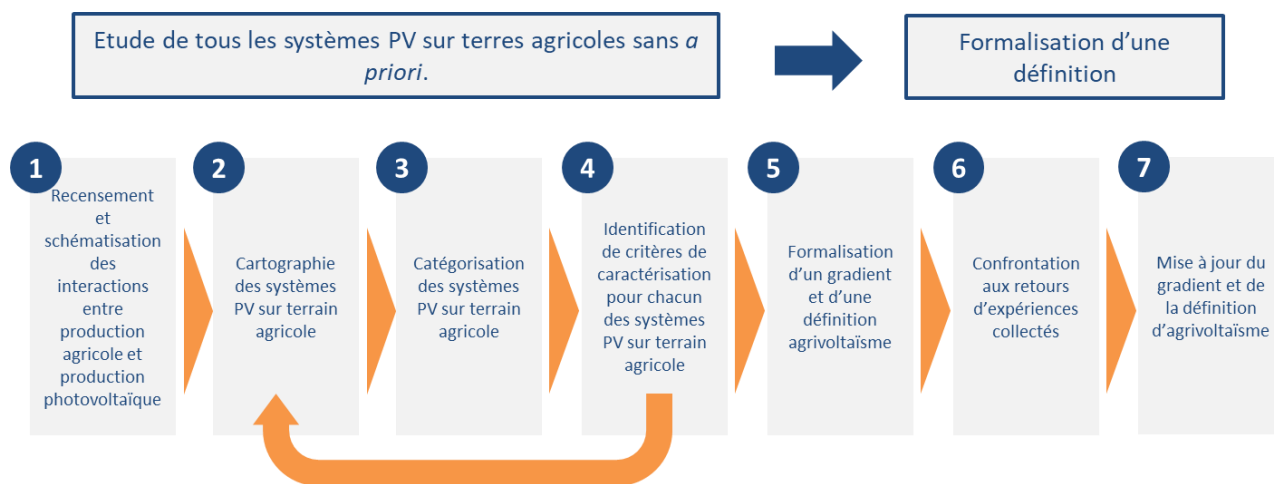 Etude de tous les systèmes PV sur terres agricoles sans a
priori.
Formalisation d’une
définition
1
Recensement
et
schématisation
des
interactions
entre
production
agricole et
production
photovoltaïque
2
Cartographie
des systèmes
PV sur terrain
agricole
3
Catégorisation
des systèmes
PV sur terrain
agricole
4
Identification
de critères de
caractérisation
pour chacun
des systèmes
PV sur terrain
agricole
5
Formalisation
d’un gradient
et d’une
définition
agrivoltaïsme
6
Confrontation
aux retours
d’expériences
collectés
7
Mise à jour du
gradient et de
la définition
d’agrivoltaïsme